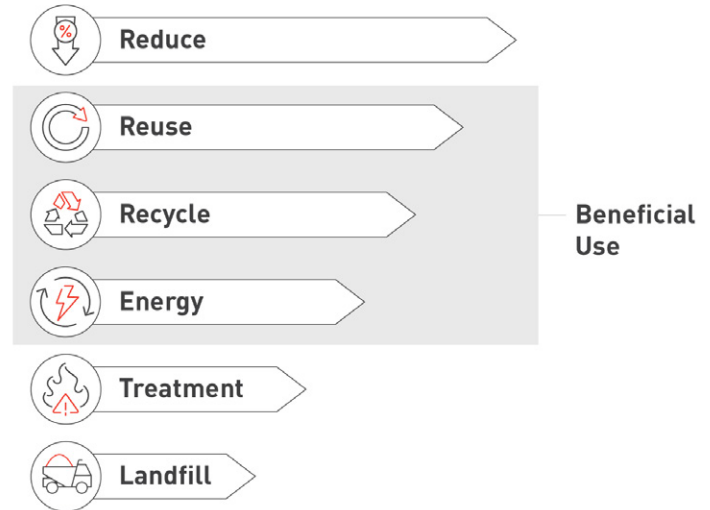 %
Reduce
Reuse
Recycle
Energy
Treatment
Landfill
Beneficial
Use